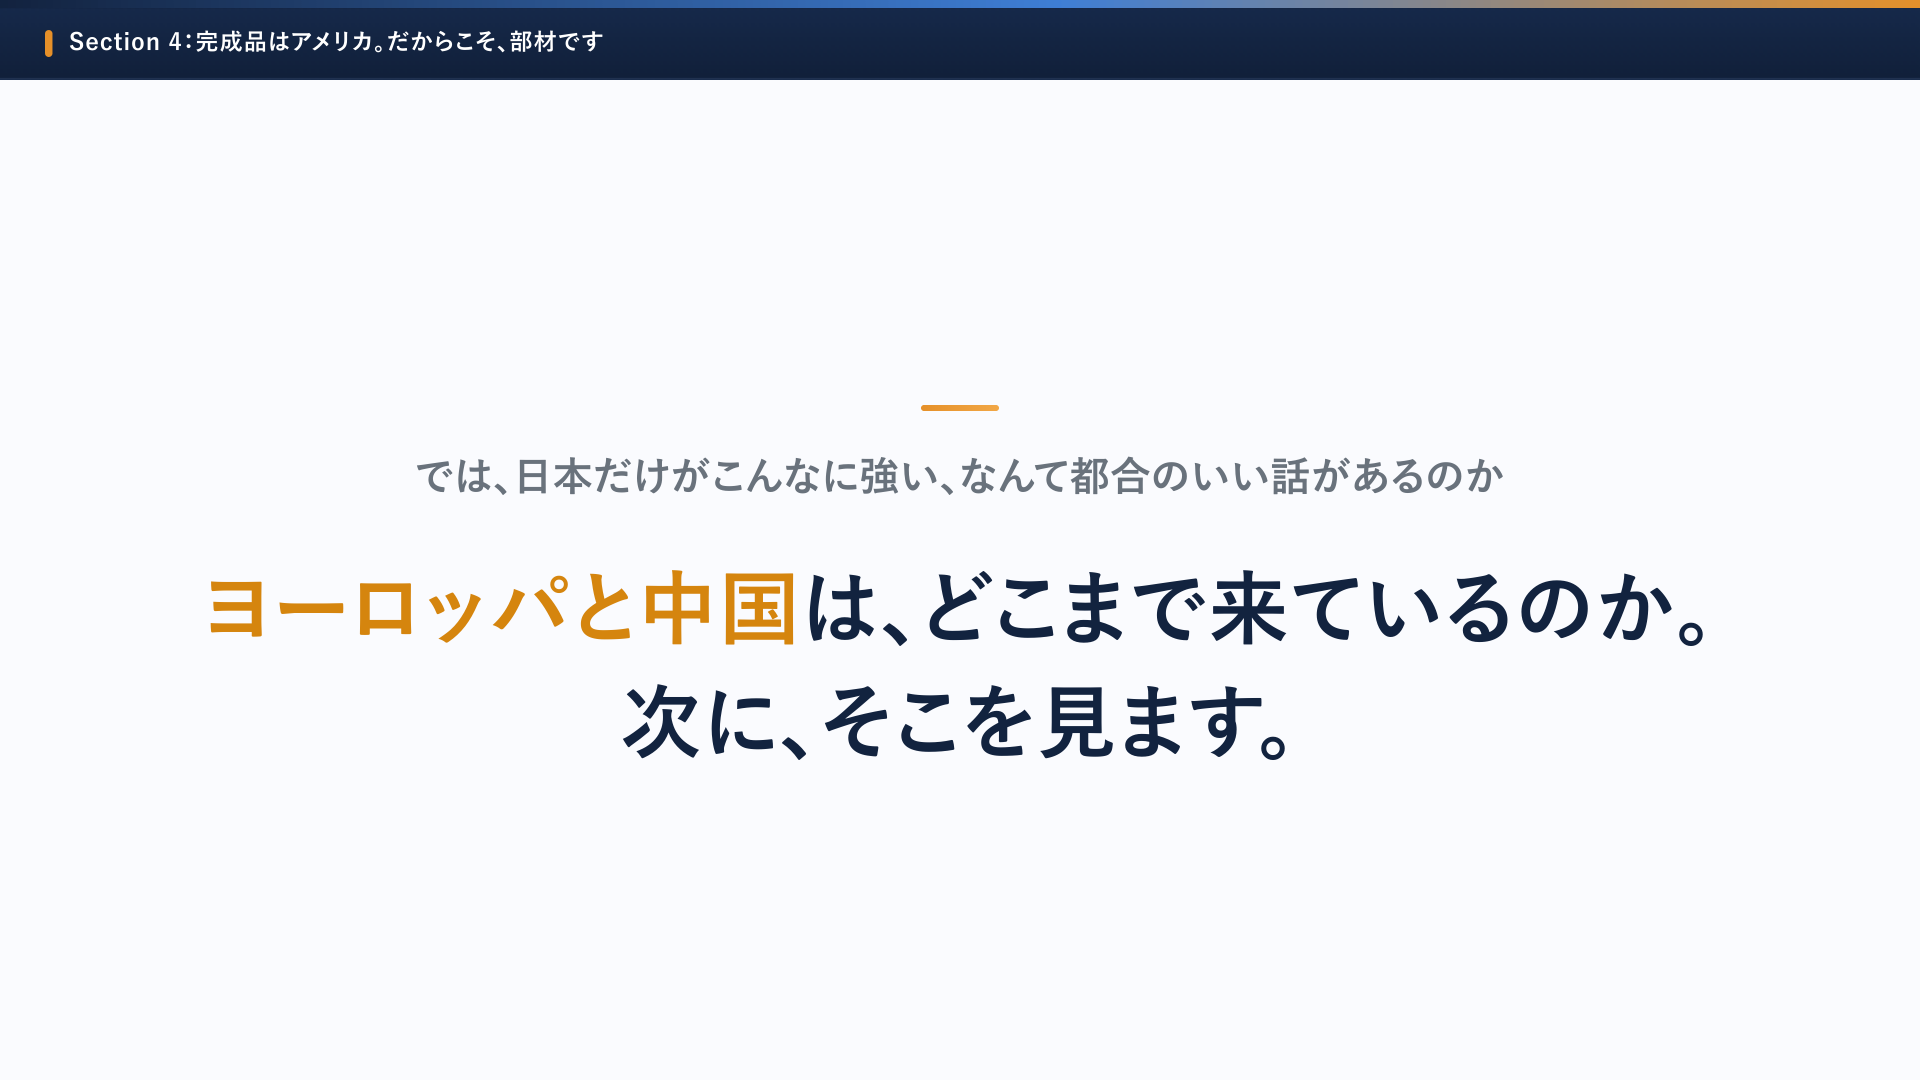 Section 4：完成品はアメリカ。だからこそ、部材です
では、日本だけがこんなに強い、なんて都合のいい話があるのか
ヨーロッパと中国は、どこまで来ているのか。
次に、そこを見ます。